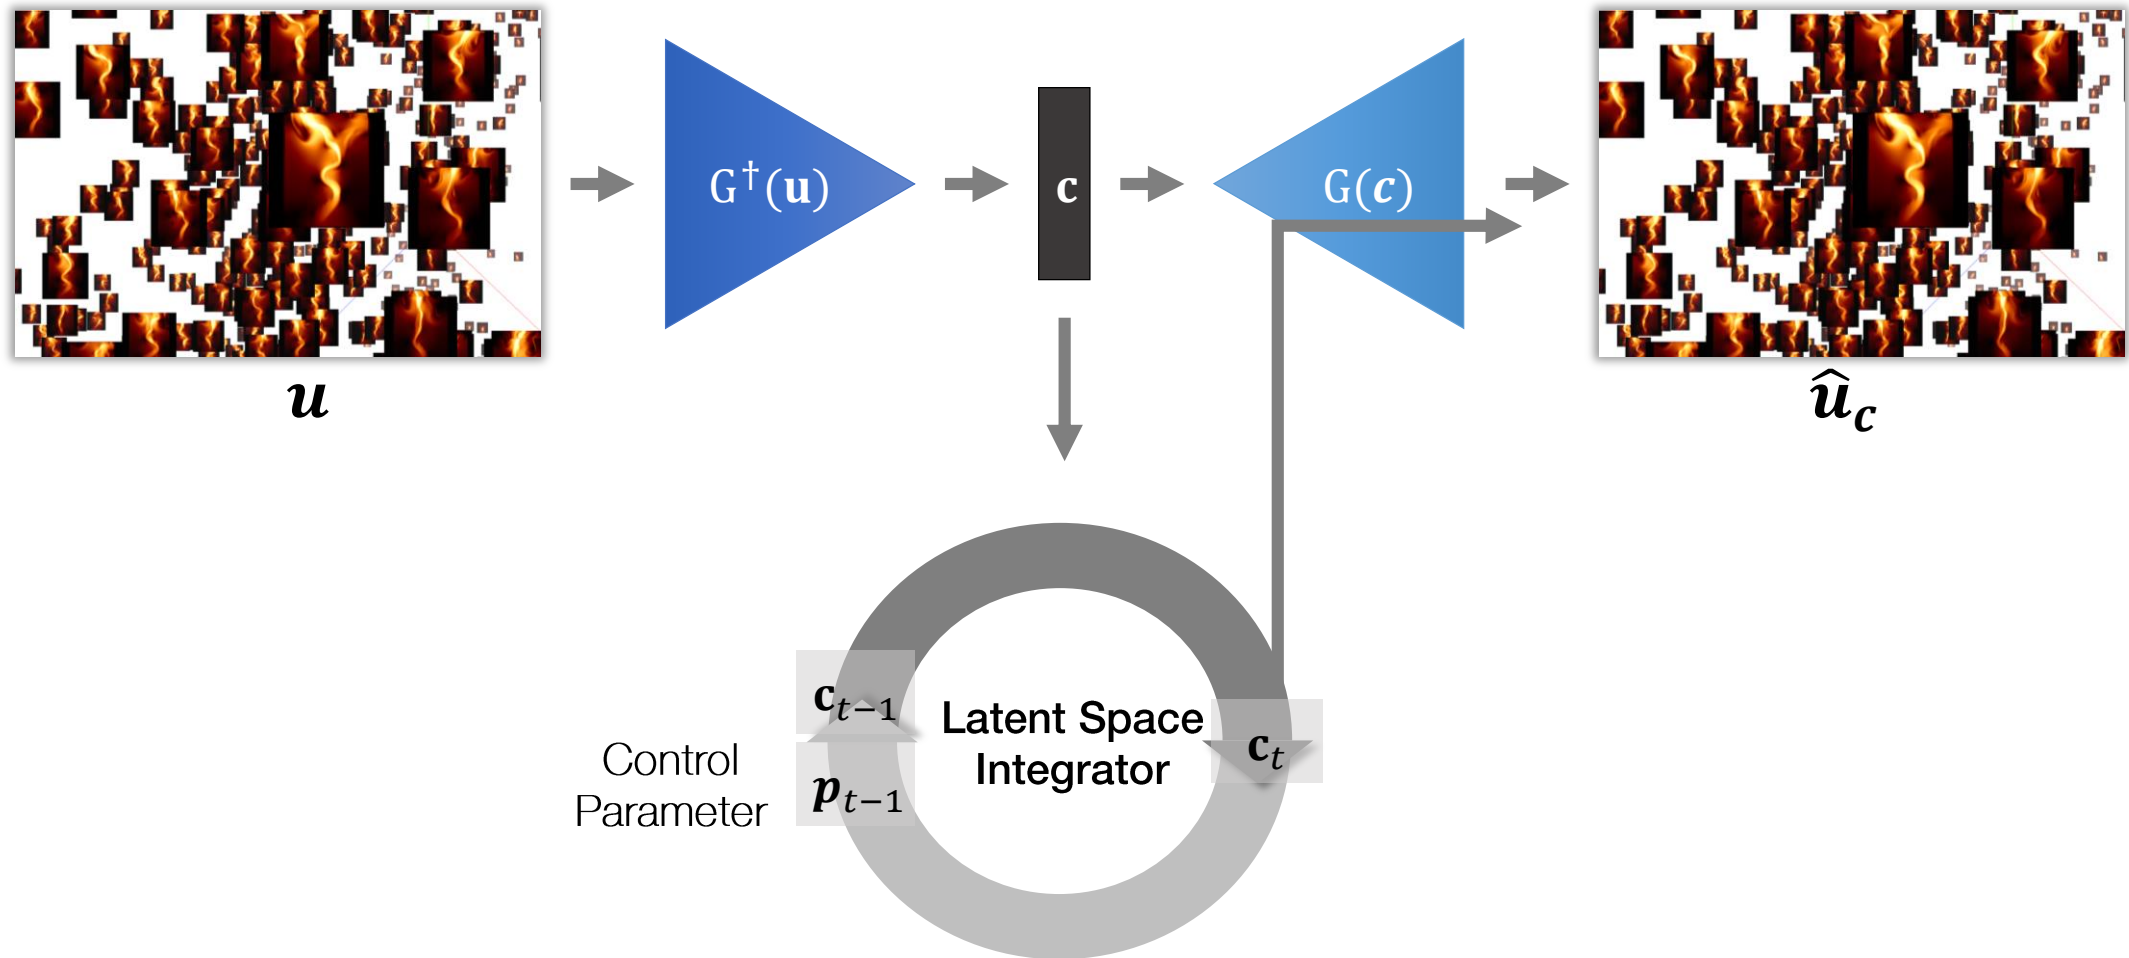 G†(u)
c
G(c)
u
û_c
c_{t−1}
Latent Space
Integrator
c_t
Control
Parameter
p_{t−1}